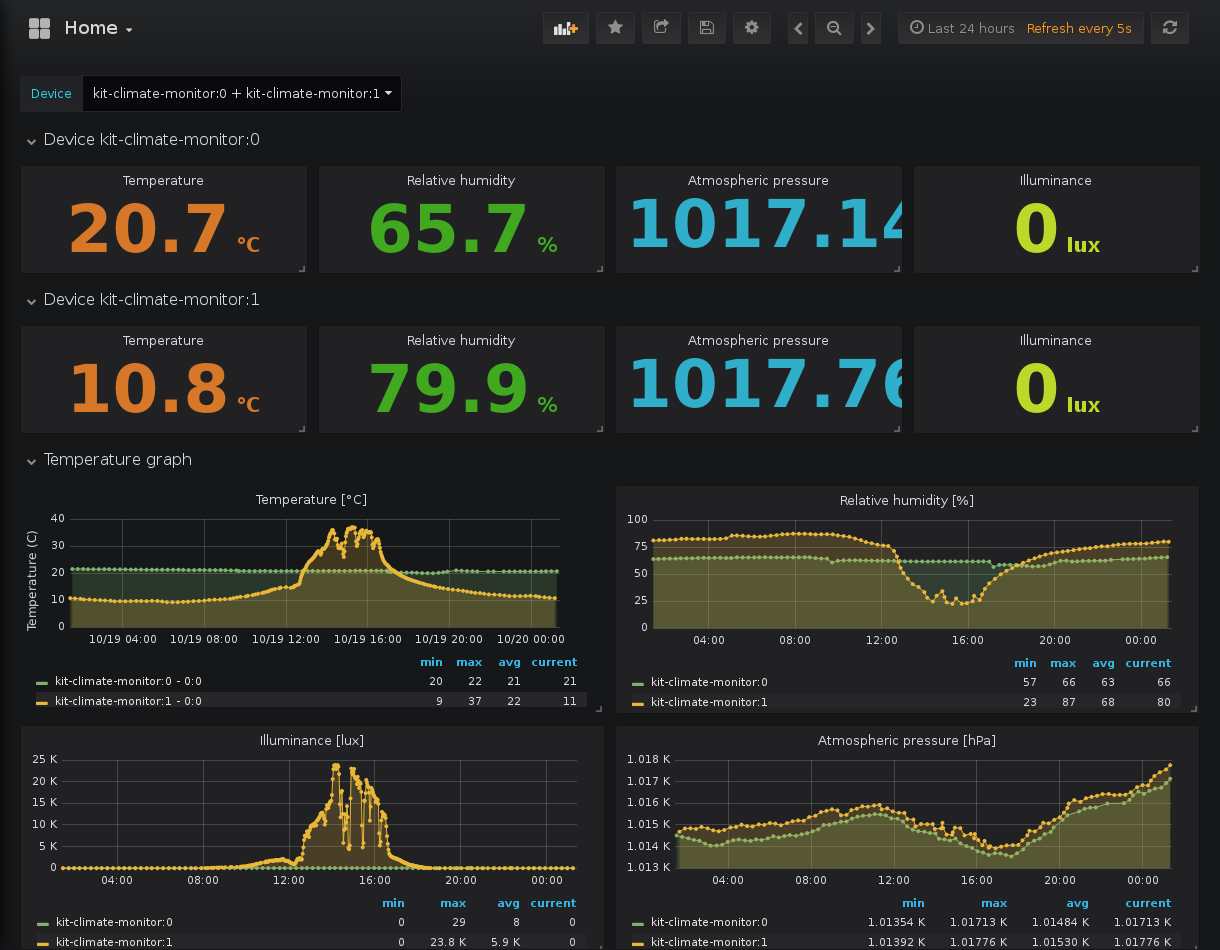 Home
Last 24 hours Refresh every 5s
Device kit-climate-monitor:0 + kit-climate-monitor:1
Device kit-climate-monitor:0
Temperature Relative humidity Atmospheric pressure Illuminance
20.7 °C 65.7 % 1017.14 0 lux
Device kit-climate-monitor:1
Temperature Relative humidity Atmospheric pressure Illuminance
10.8 °C 79.9 % 1017.76 0 lux
Temperature graph
Temperature [°C]
Temperature (C)
40
30
20
10
0
10/19 04:00 10/19 08:00 10/19 12:00 10/19 16:00 10/19 20:00 10/20 00:00
min max avg current
kit-climate-monitor:0 - 0:0 20 22 21 21
kit-climate-monitor:1 - 0:0 9 37 22 11
Relative humidity [%]
100
75
50
25
0
04:00 08:00 12:00 16:00 20:00 00:00
min max avg current
kit-climate-monitor:0 57 66 63 66
kit-climate-monitor:1 23 87 68 80
Illuminance [lux]
25 K
20 K
15 K
10 K
5 K
0
04:00 08:00 12:00 16:00 20:00 00:00
min max avg current
kit-climate-monitor:0 0 29 8 0
kit-climate-monitor:1 0 23.8 K 5.9 K 0
Atmospheric pressure [hPa]
1.018 K
1.017 K
1.016 K
1.015 K
1.014 K
1.013 K
04:00 08:00 12:00 16:00 20:00 00:00
min max avg current
kit-climate-monitor:0 1.01354 K 1.01713 K 1.01484 K 1.01713 K
kit-climate-monitor:1 1.01392 K 1.01776 K 1.01530 K 1.01776 K